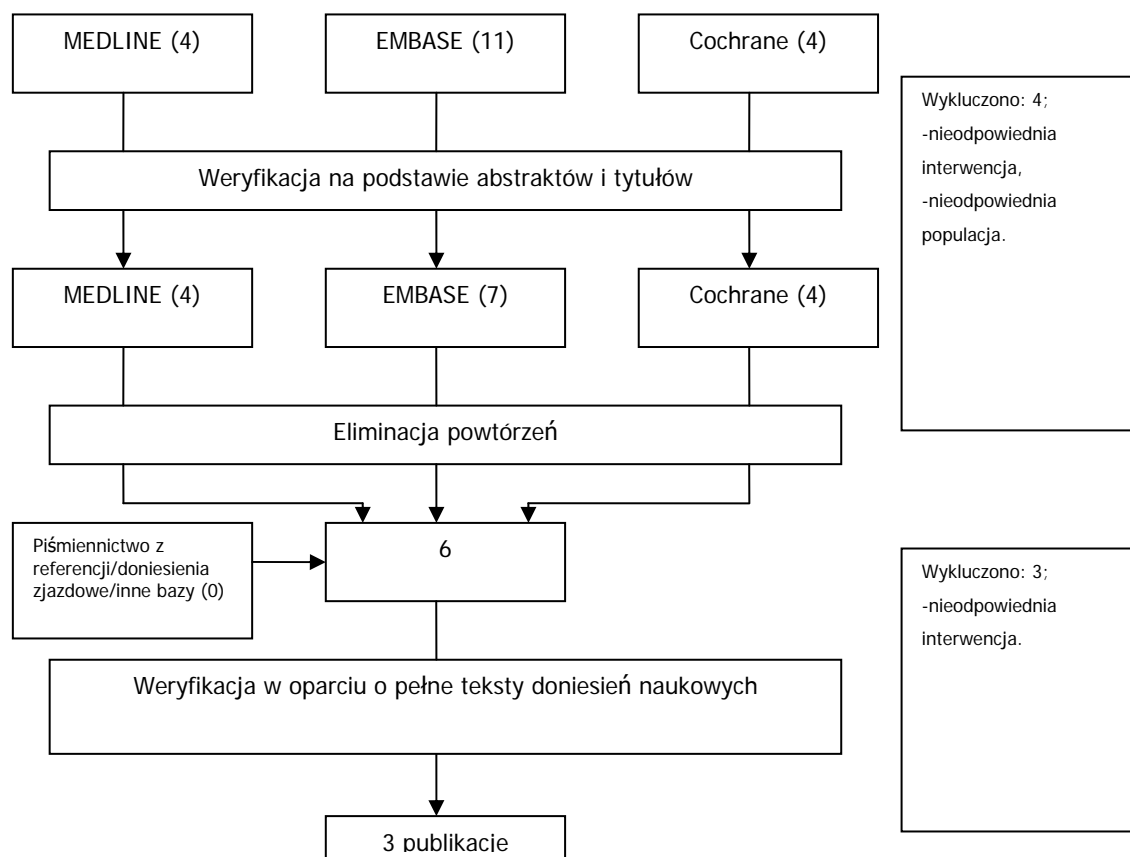 MEDLINE (4)
EMBASE (11)
Cochrane (4)
Wykluczono: 4;
-nieodpowiednia
interwencja,
-nieodpowiednia
populacja.
Weryfikacja na podstawie abstraktów i tytułów
MEDLINE (4)
EMBASE (7)
Cochrane (4)
Eliminacja powtórzeń
Piśmiennictwo z
referencji/doniesienia
zjazdowe/inne bazy (0)
6
Wykluczono: 3;
-nieodpowiednia
interwencja.
Weryfikacja w oparciu o pełne teksty doniesień naukowych
3 publikacje